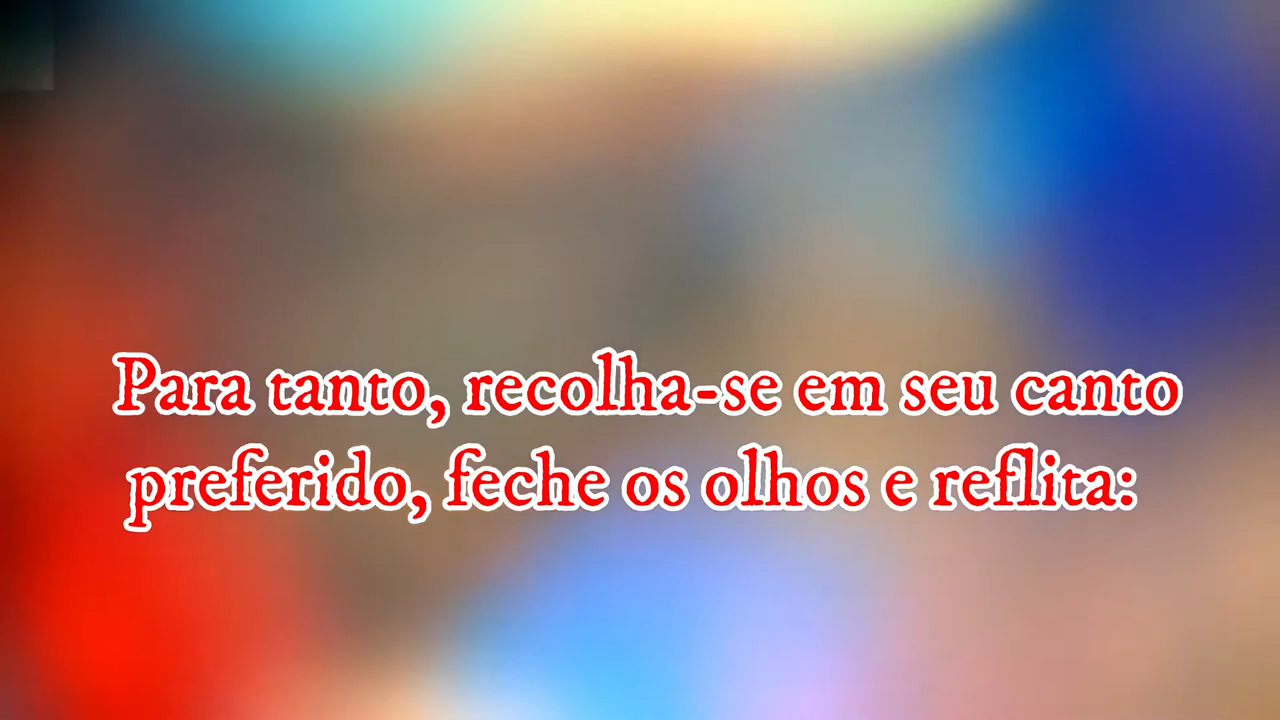 Para tanto, recolha-se em seu canto
preferido, feche os olhos e reflita: